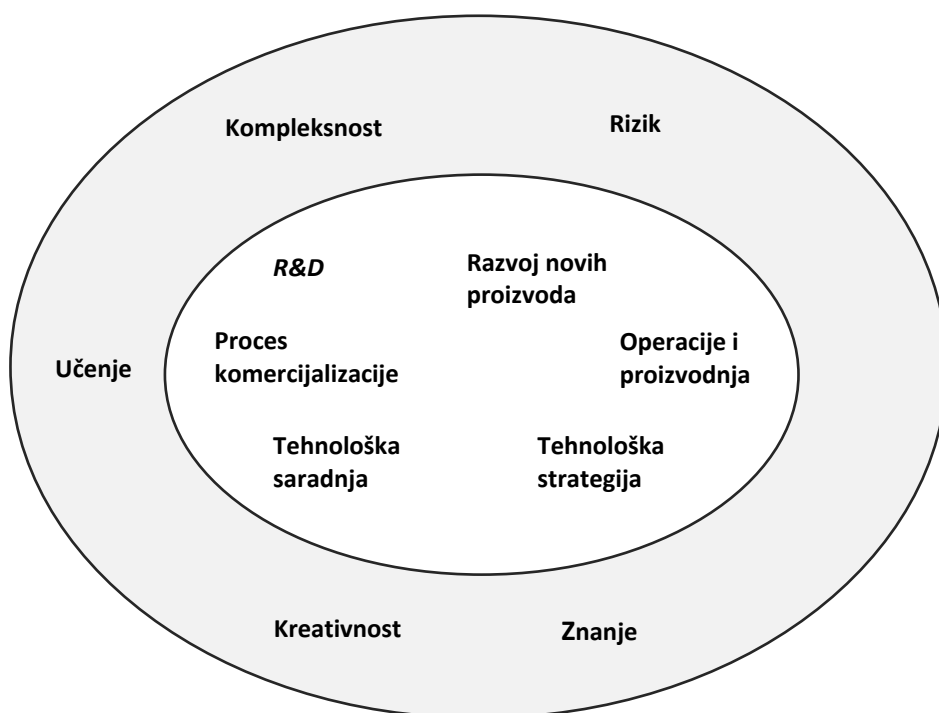 Kompleksnost
Rizik
R&D
Razvoj novih
proizvoda
Proces
komercijalizacije
Operacije i
proizvodnja
Učenje
Tehnološka
saradnja
Tehnološka
strategija
Kreativnost
Znanje